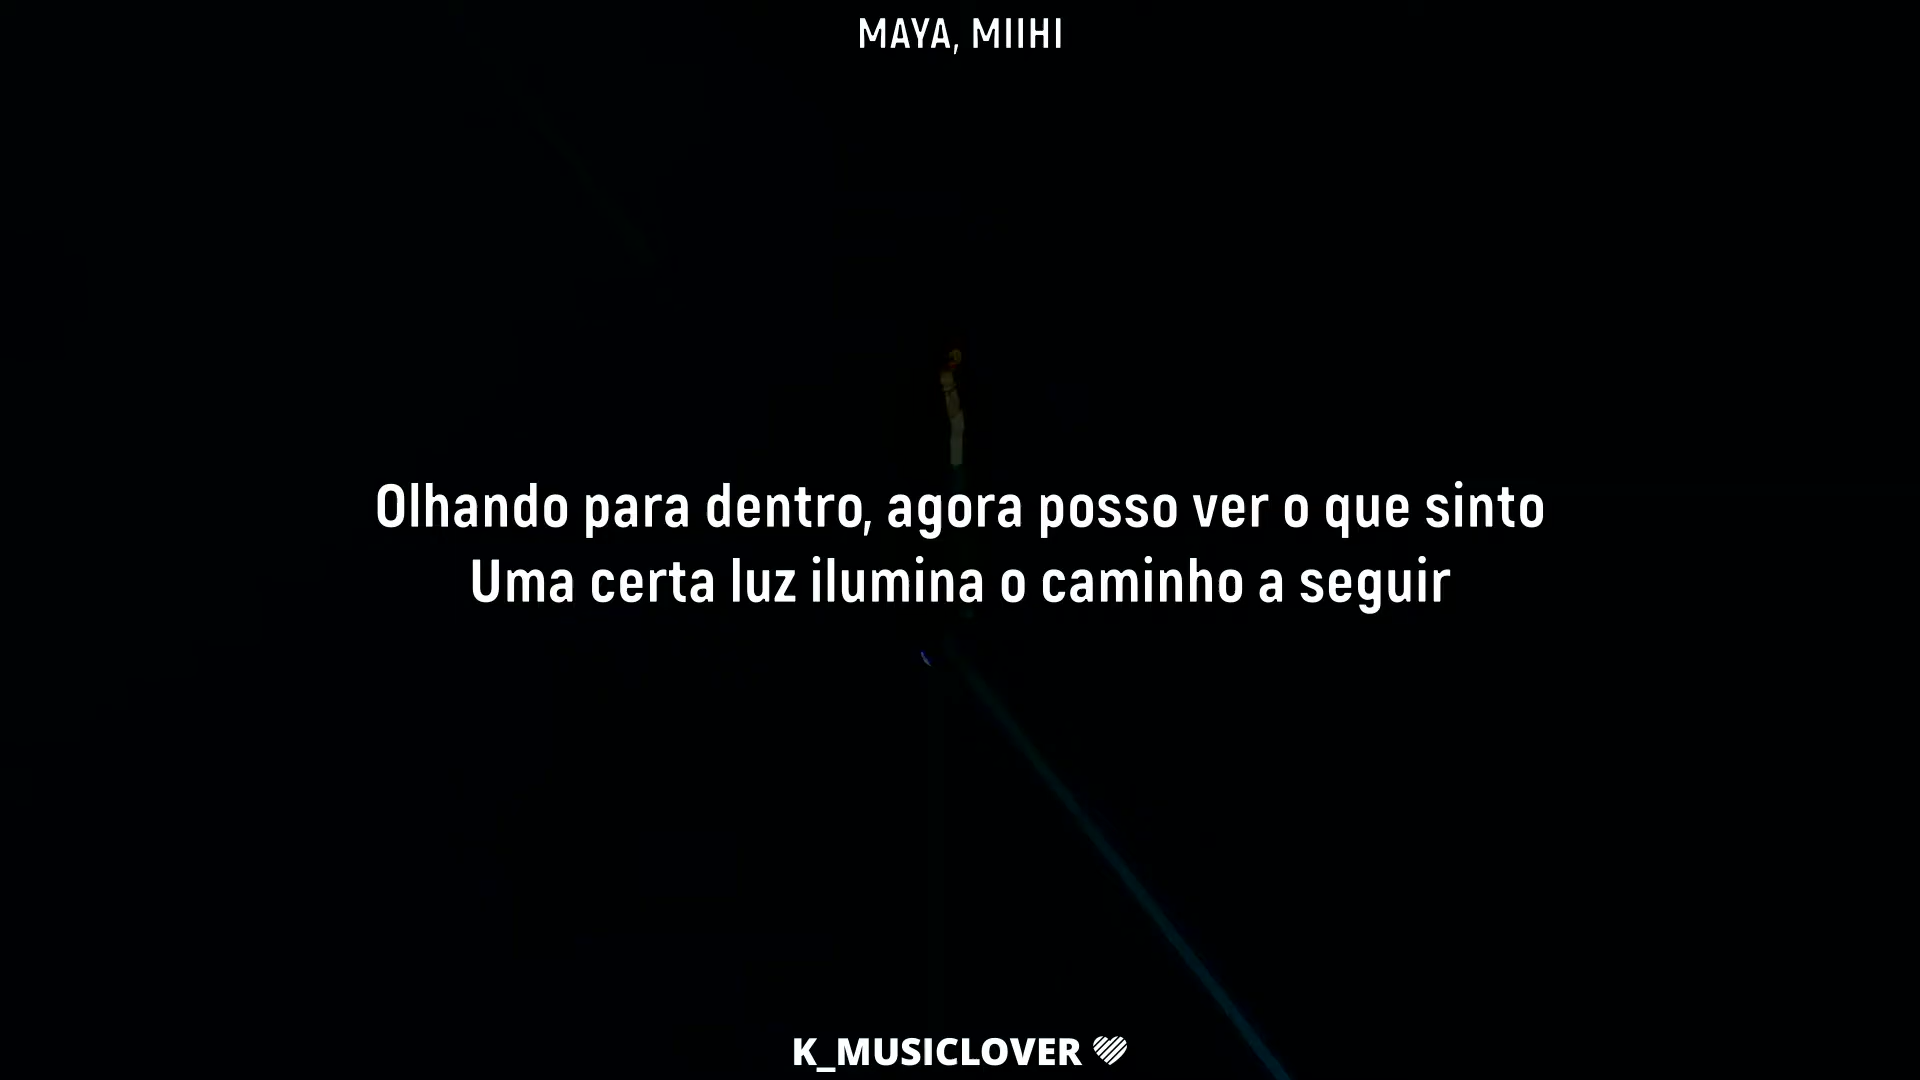 MAYA, MIIHI
Olhando para dentro, agora posso ver o que sinto
Uma certa luz ilumina o caminho a seguir
K_MUSICLOVER